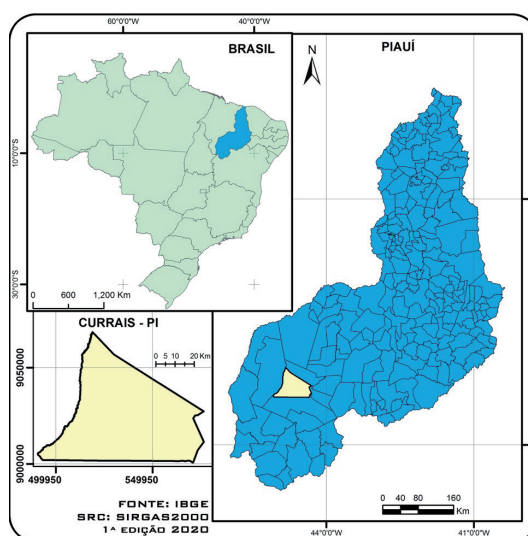 60°0'0"W 40°0'0"W
BRASIL
10°0'0"S
30°0'0"S
0 600 1,200 Km
N
PIAUÍ
CURRAIS - PI
0 5 10 20 Km
9050000
9000000
499950 549950
FONTE: IBGE
SRC: SIRGAS2000
1ª EDIÇÃO 2020
0 40 80 160
Km
44°0'0"W 41°0'0"W